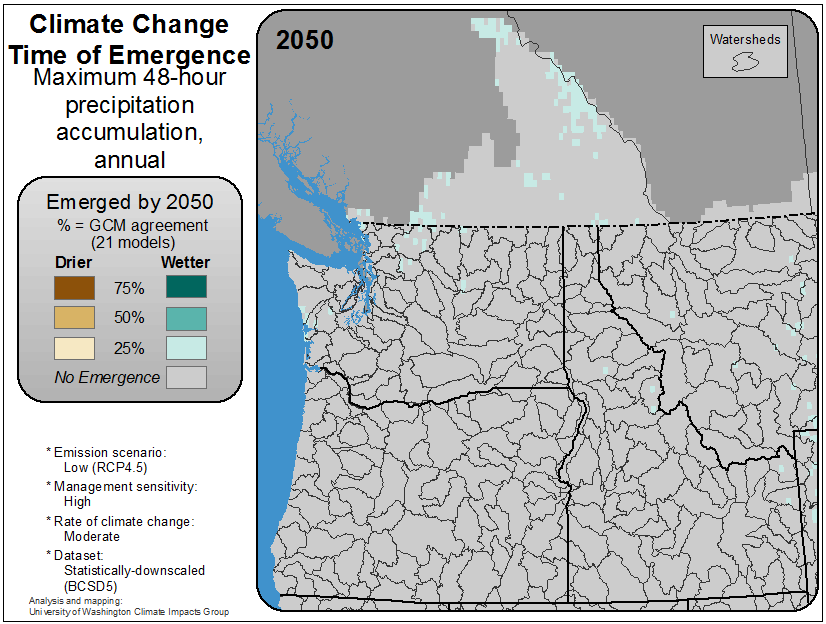 Climate Change
Time of Emergence
Maximum 48-hour
precipitation
accumulation,
annual
Emerged by 2050
% = GCM agreement
(21 models)
Drier Wetter
75%
50%
25%
No Emergence
* Emission scenario:
Low (RCP4.5)
* Management sensitivity:
High
* Rate of climate change:
Moderate
* Dataset:
Statistically-downscaled
(BCSD5)
Analysis and mapping:
University of Washington Climate Impacts Group
2050
Watersheds